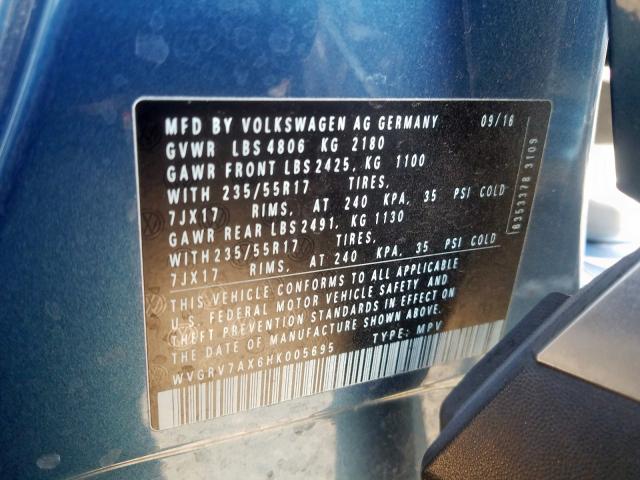 MFD BY VOLKSWAGEN AG GERMANY 09/16
GVWR LBS 4806 KG 2180
GAWR FRONT LBS 2425, KG 1100
WITH 235/55R17 TIRES,
7JX17 RIMS, AT 240 KPA, 35 PSI COLD
GAWR REAR LBS 2491, KG 1130
WITH 235/55R17 TIRES,
7JX17 RIMS, AT 240 KPA, 35 PSI COLD
THIS VEHICLE CONFORMS TO ALL APPLICABLE
U.S. FEDERAL MOTOR VEHICLE SAFETY AND
THEFT PREVENTION STANDARDS IN EFFECT ON
THE DATE OF MANUFACTURE SHOWN ABOVE.
WVGRV7AX6HK005695 TYPE: MPV
8353378 3109